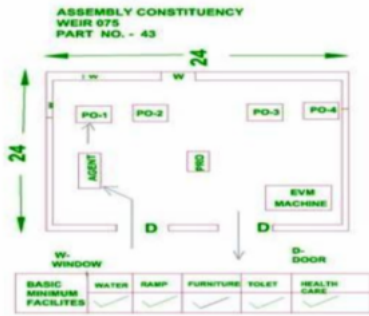 ASSEMBLY CONSTITUENCY
WEIR 075
PART NO. - 43
24
W W
24
PO-1 PO-2 PO-3 PO-4
AGENT
PRO
EVM
MACHINE
D D
W-
WINDOW
D-
DOOR
BASIC
MINIMUM
FACILITES
WATER RAMP FURNITURE TOILET HEALTH
CARE